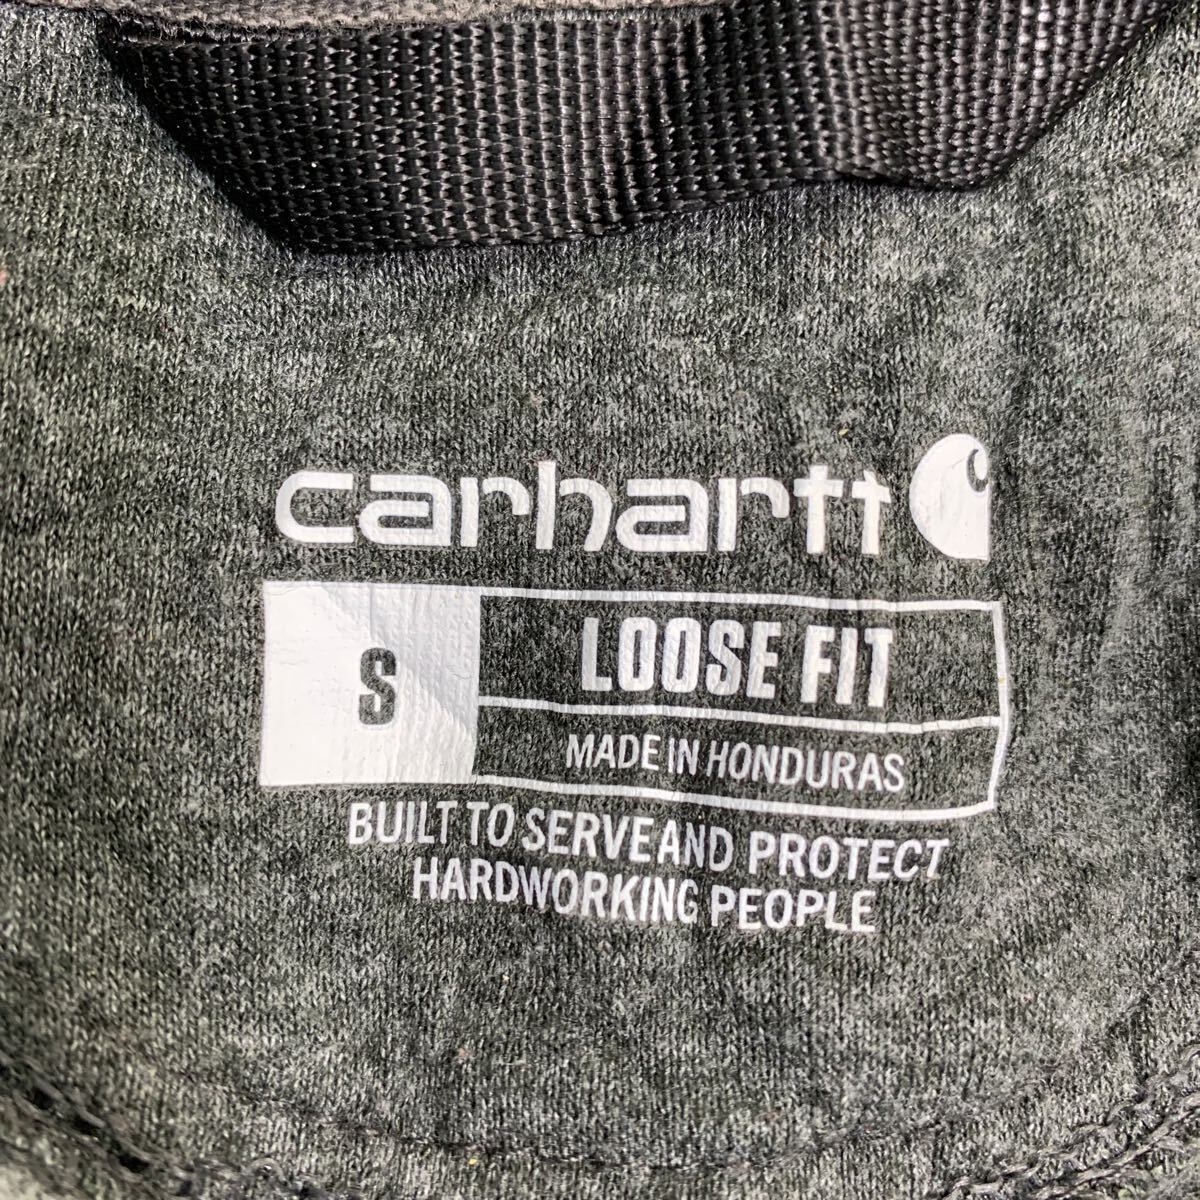 carhartt
S
LOOSE FIT
MADE IN HONDURAS
BUILT TO SERVE AND PROTECT
HARDWORKING PEOPLE